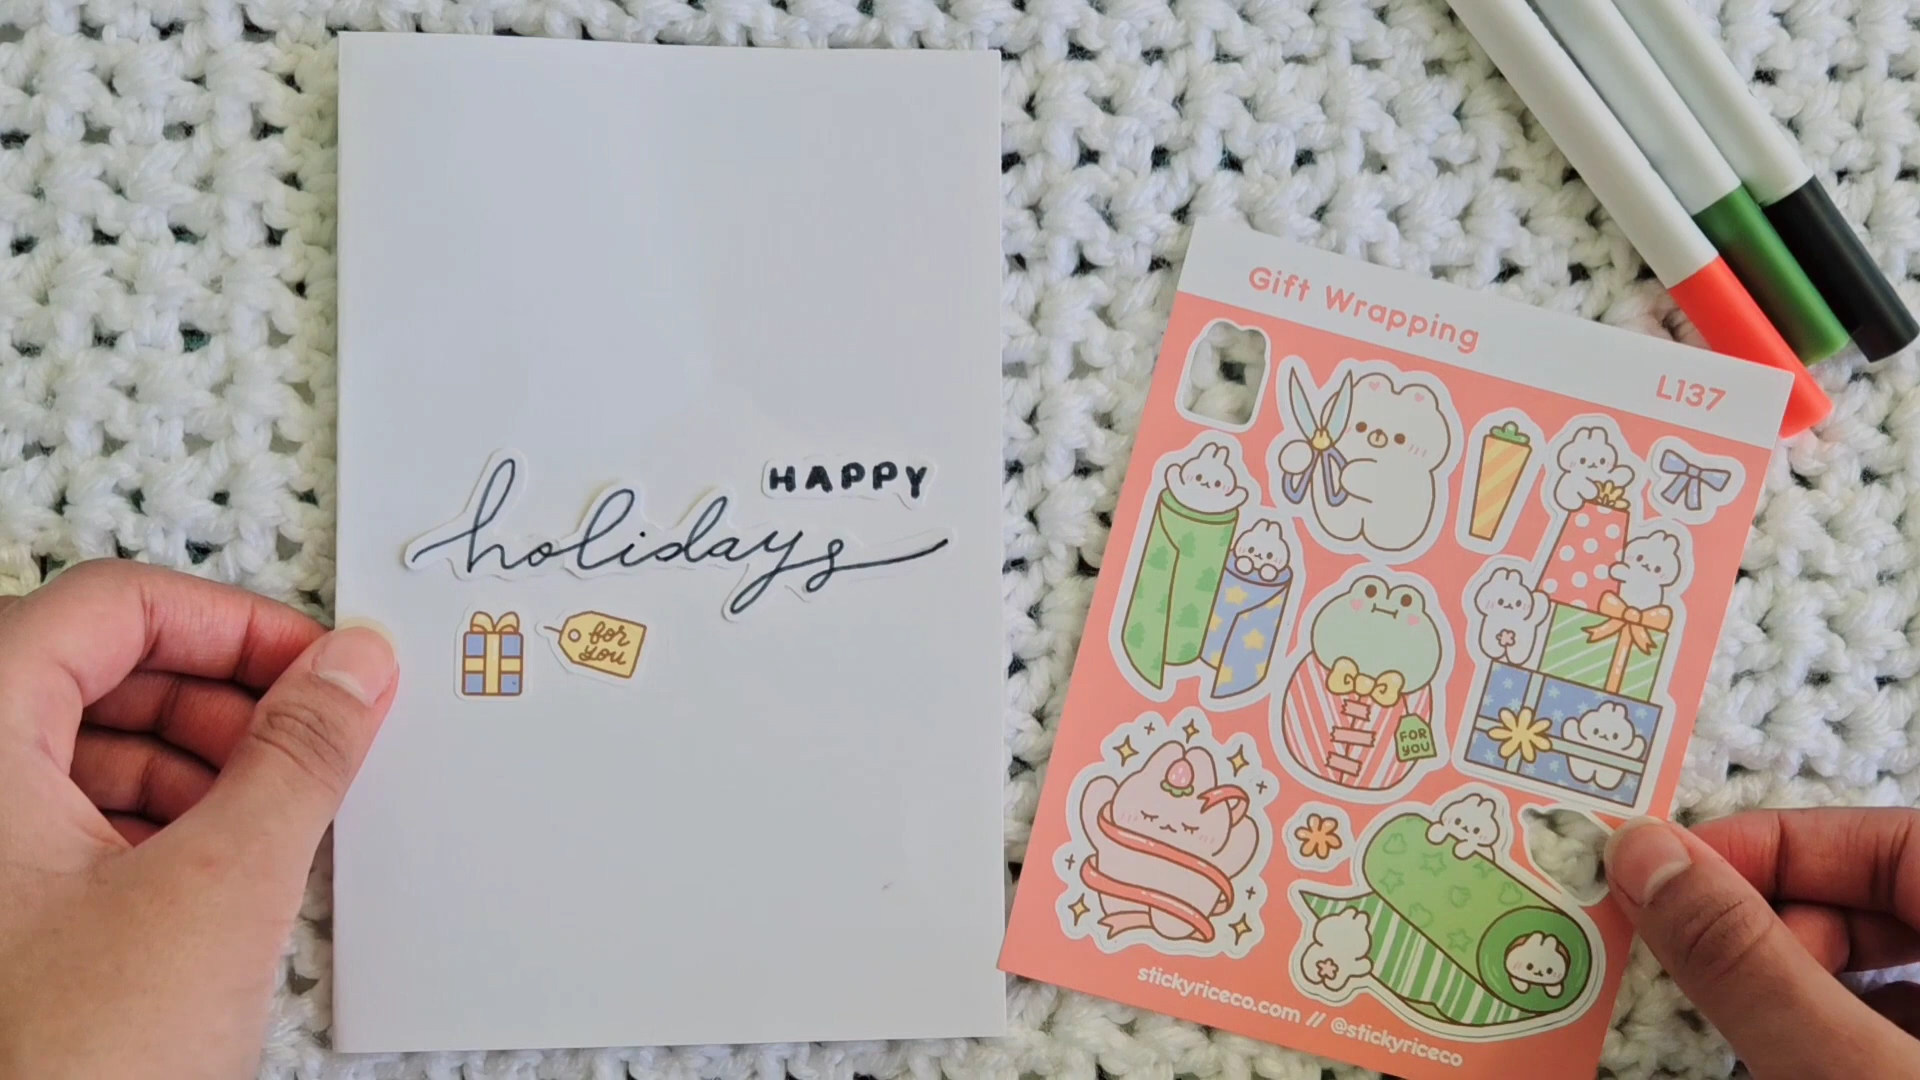 HAPPY
holidays
for
you
Gift Wrapping
L137
FOR
YOU
stickyriceco.com // @stickyriceco